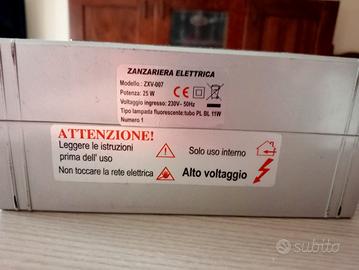 ZANZARIERA ELETTRICA
Modello.: ZXV-007
Potenza: 25 W
Voltaggio ingresso: 230V- 50Hz
Tipo lampada fluorescente:tubo PL BL 11W
Numero 1
CE
ATTENZIONE!
Leggere le istruzioni
prima dell' uso
Non toccare la rete elettrica
Solo uso interno
Alto voltaggio
subito